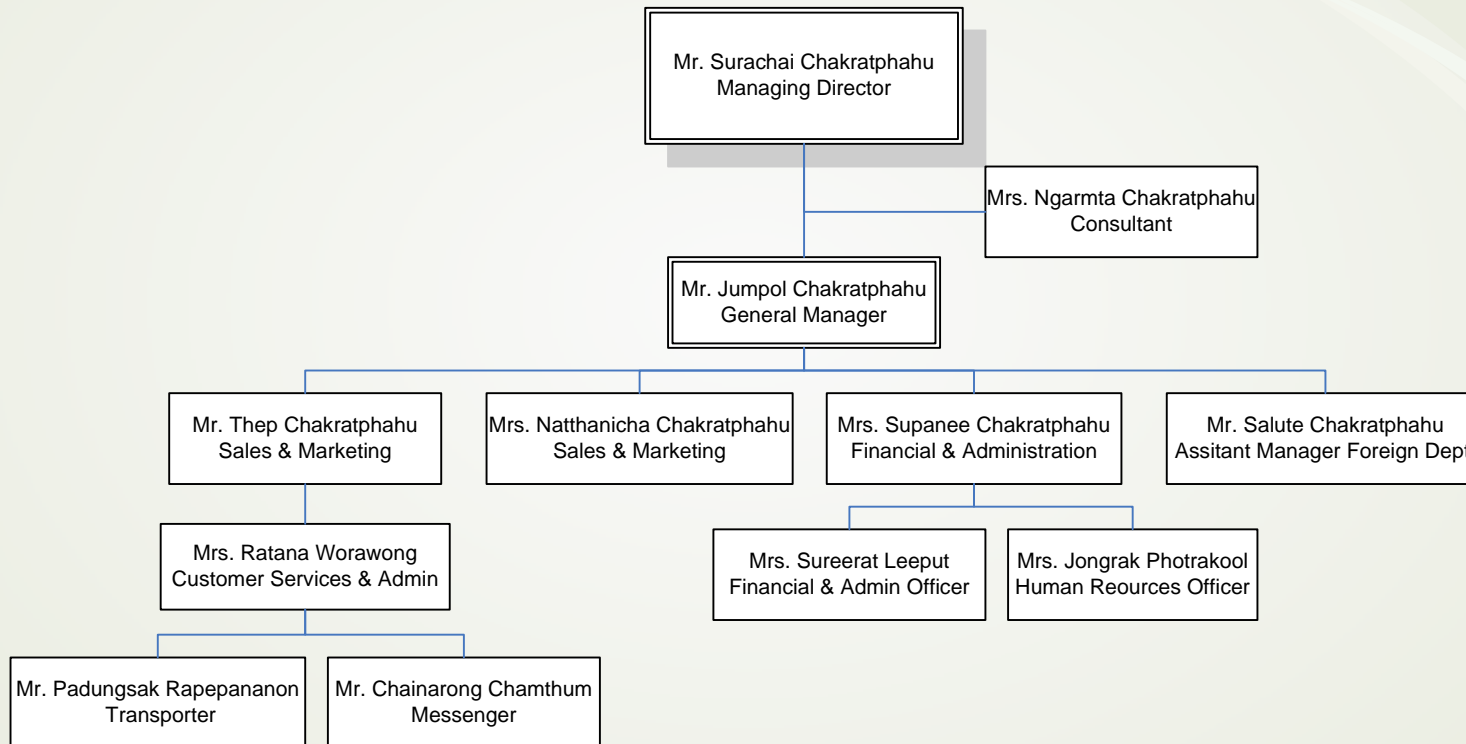 Mr. Surachai Chakratphahu
Managing Director
Mrs. Ngarmta Chakratphahu
Consultant
Mr. Jumpol Chakratphahu
General Manager
Mr. Thep Chakratphahu
Sales & Marketing
Mrs. Natthanicha Chakratphahu
Sales & Marketing
Mrs. Supanee Chakratphahu
Financial & Administration
Mr. Salute Chakratphahu
Assitant Manager Foreign Dept
Mrs. Ratana Worawong
Customer Services & Admin
Mrs. Sureerat Leeput
Financial & Admin Officer
Mrs. Jongrak Photrakool
Human Reources Officer
Mr. Padungsak Rapepananon
Transporter
Mr. Chainarong Chamthum
Messenger